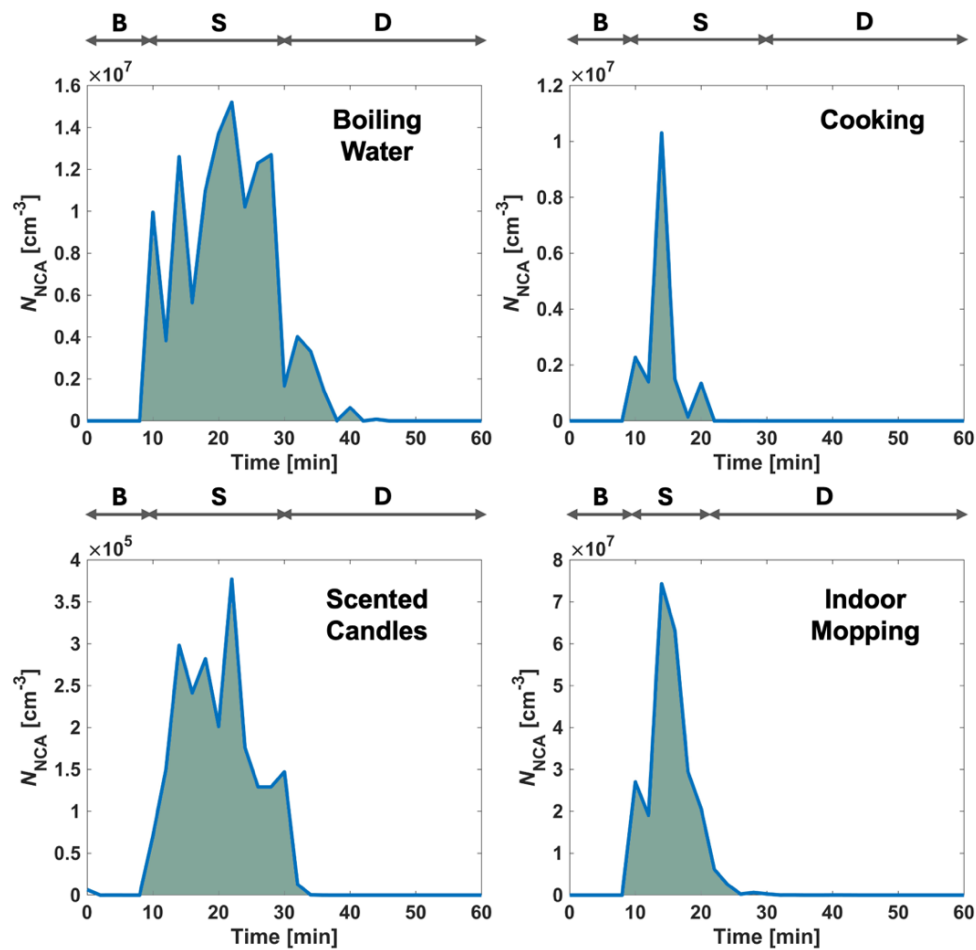 B S D
×10⁷
1.6
1.4
1.2
1
0.8
0.6
0.4
0.2
0
N_NCA [cm⁻³]
Boiling
Water
0 10 20 30 40 50 60
Time [min]
B S D
×10⁷
1.2
1
0.8
0.6
0.4
0.2
0
N_NCA [cm⁻³]
Cooking
0 10 20 30 40 50 60
Time [min]
B S D
×10⁵
4
3.5
3
2.5
2
1.5
1
0.5
0
N_NCA [cm⁻³]
Scented
Candles
0 10 20 30 40 50 60
Time [min]
B S D
×10⁷
8
7
6
5
4
3
2
1
0
N_NCA [cm⁻³]
Indoor
Mopping
0 10 20 30 40 50 60
Time [min]